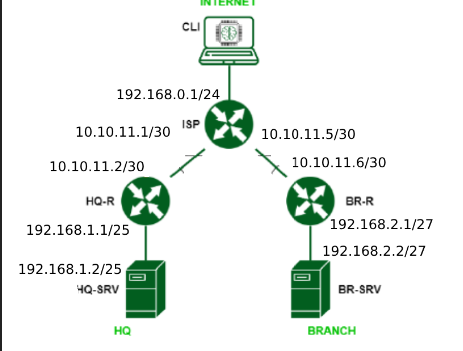 INTERNET
CLI
192.168.0.1/24
ISP
10.10.11.1/30
10.10.11.5/30
10.10.11.2/30
10.10.11.6/30
HQ-R
BR-R
192.168.1.1/25
192.168.2.1/27
192.168.2.2/27
192.168.1.2/25
HQ-SRV
BR-SRV
HQ
BRANCH